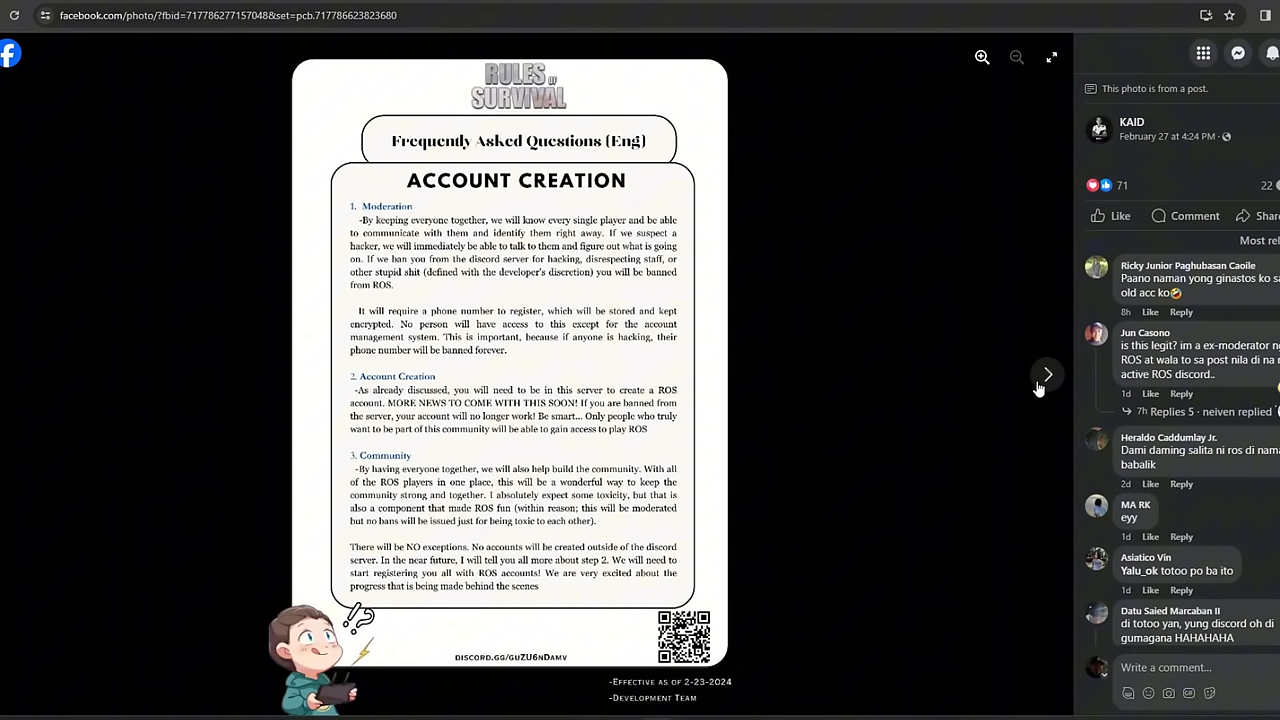 facebook.com/photo/?fbid=717786277157048&set=pcb.717786623823680
RULES OF
SURVIVAL
Frequently Asked Questions (Eng)
ACCOUNT CREATION
1. Moderation
-By keeping everyone together, we will know every single player and be able
to communicate with them and identify them right away. If we suspect a
hacker, we will immediately be able to talk to them and figure out what is going
on. If we ban you from the discord server for hacking, disrespecting staff, or
other stupid shit (defined with the developer's discretion) you will be banned
from ROS.
It will require a phone number to register, which will be stored and kept
encrypted. No person will have access to this except for the account
management system. This is important, because if anyone is hacking, their
phone number will be banned forever.
2. Account Creation
-As already discussed, you will need to be in this server to create a ROS
account. MORE NEWS TO COME WITH THIS SOON! If you are banned from
the server, your account will no longer work! Be smart... Only people who truly
want to be part of this community will be able to gain access to play ROS
3. Community
-By having everyone together, we will also help build the community. With all
of the ROS players in one place, this will be a wonderful way to keep the
community strong and together. I absolutely expect some toxicity, but that is
also a component that made ROS fun (within reason; this will be moderated
but no bans will be issued just for being toxic to each other).
There will be NO exceptions. No accounts will be created outside of the discord
server. In the near future, I will tell you all more about step 2. We will need to
start registering you all with ROS accounts! We are very excited about the
progress that is being made behind the scenes
!?
DISCORD.GG/GUZU6NDAMV
-EFFECTIVE AS OF 2-23-2024
-DEVELOPMENT TEAM
This photo is from a post.
KAID
February 27 at 4:24 PM ·
71
22
Like Comment Share
Most rel
Ricky Junior Paghubasan Caoile
Paano naman yong ginastos ko sa
old acc ko
8h Like Reply
Jun Casono
is this legit? im a ex-moderator ng
ROS at wala to sa post nila di na r
active ROS discord..
1d Like Reply
7h Replies 5 · neiven replied
Heraldo Caddumlay Jr.
Dami daming salita ni ros di nama
babalik
2d Like Reply
MA RK
eyy
1d Like Reply
Asiatico Vin
Yalu_ok totoo po ba ito
1d Like Reply
Datu Saied Marcaban II
di totoo yan, yung discord oh di
gumagana HAHAHAHA
Write a comment...
GIF